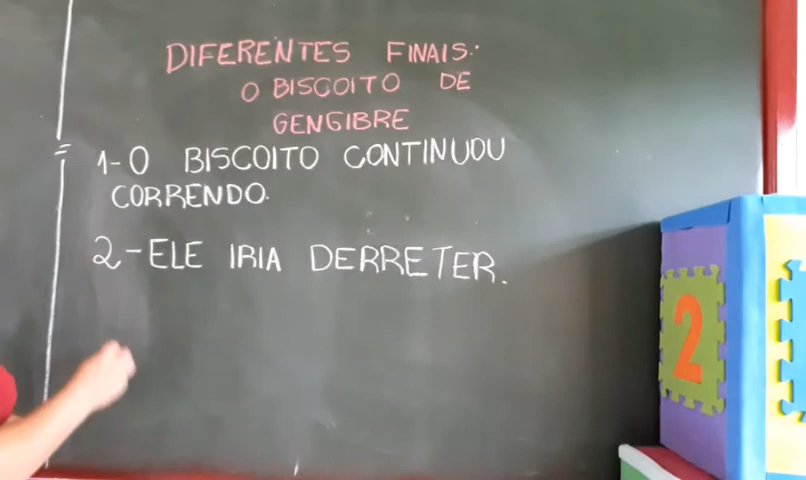 DIFERENTES FINAIS:
O BISCOITO DE
GENGIBRE
1-O BISCOITO CONTINUOU
CORRENDO.
2-ELE IRIA DERRETER.
2